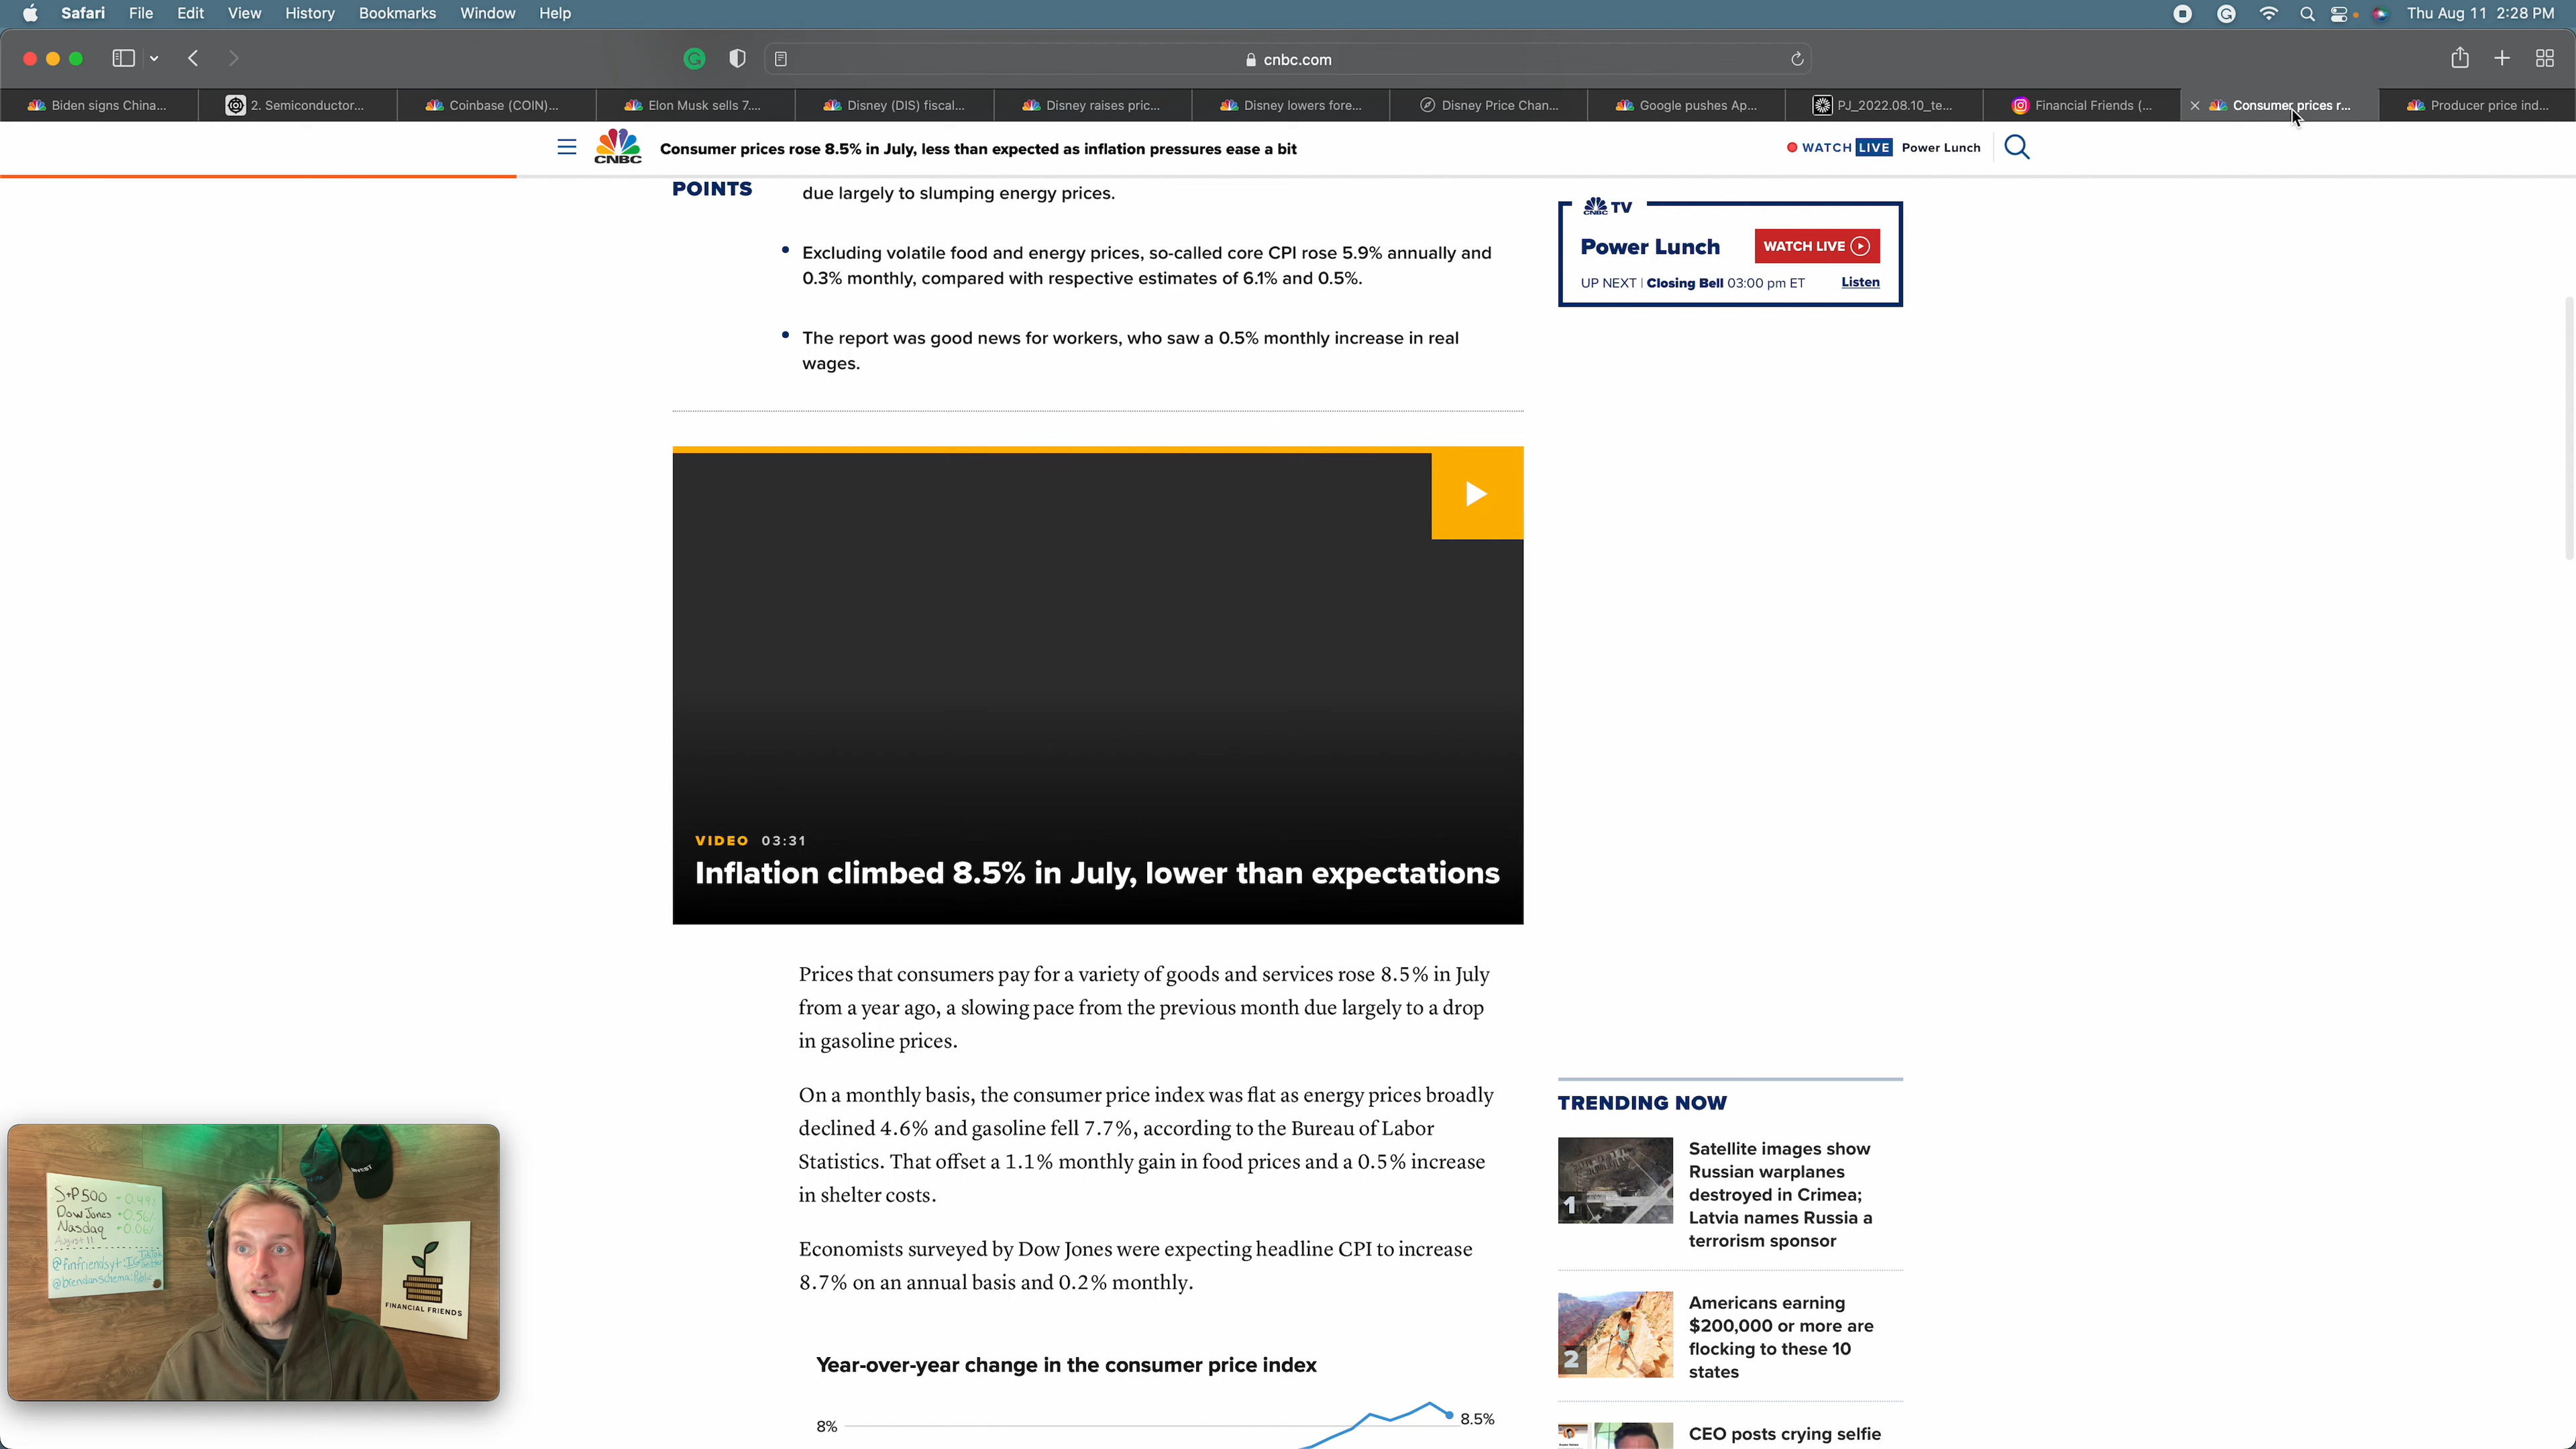 Safari File Edit View History Bookmarks Window Help Thu Aug 11 2:28 PM
cnbc.com
Biden signs China... 2. Semiconductor... Coinbase (COIN)... Elon Musk sells 7.... Disney (DIS) fiscal... Disney raises pric... Disney lowers fore... Disney Price Chan... Google pushes Ap... PJ_2022.08.10_te... Financial Friends (... Consumer prices r... Producer price ind...
CNBC Consumer prices rose 8.5% in July, less than expected as inflation pressures ease a bit WATCH LIVE Power Lunch
POINTS
due largely to slumping energy prices.
Excluding volatile food and energy prices, so-called core CPI rose 5.9% annually and
0.3% monthly, compared with respective estimates of 6.1% and 0.5%.
The report was good news for workers, who saw a 0.5% monthly increase in real
wages.
CNBC TV
Power Lunch WATCH LIVE
UP NEXT | Closing Bell 03:00 pm ET Listen
VIDEO 03:31
Inflation climbed 8.5% in July, lower than expectations
Prices that consumers pay for a variety of goods and services rose 8.5% in July
from a year ago, a slowing pace from the previous month due largely to a drop
in gasoline prices.
On a monthly basis, the consumer price index was flat as energy prices broadly
declined 4.6% and gasoline fell 7.7%, according to the Bureau of Labor
Statistics. That offset a 1.1% monthly gain in food prices and a 0.5% increase
in shelter costs.
Economists surveyed by Dow Jones were expecting headline CPI to increase
8.7% on an annual basis and 0.2% monthly.
Year-over-year change in the consumer price index
8%
8.5%
TRENDING NOW
1
Satellite images show
Russian warplanes
destroyed in Crimea;
Latvia names Russia a
terrorism sponsor
2
Americans earning
$200,000 or more are
flocking to these 10
states
CEO posts crying selfie
S+P500
Dow Jones
Nasdaq
August 11
@finfriendsyt:
@brendanschema:
INVEST
FINANCIAL FRIENDS